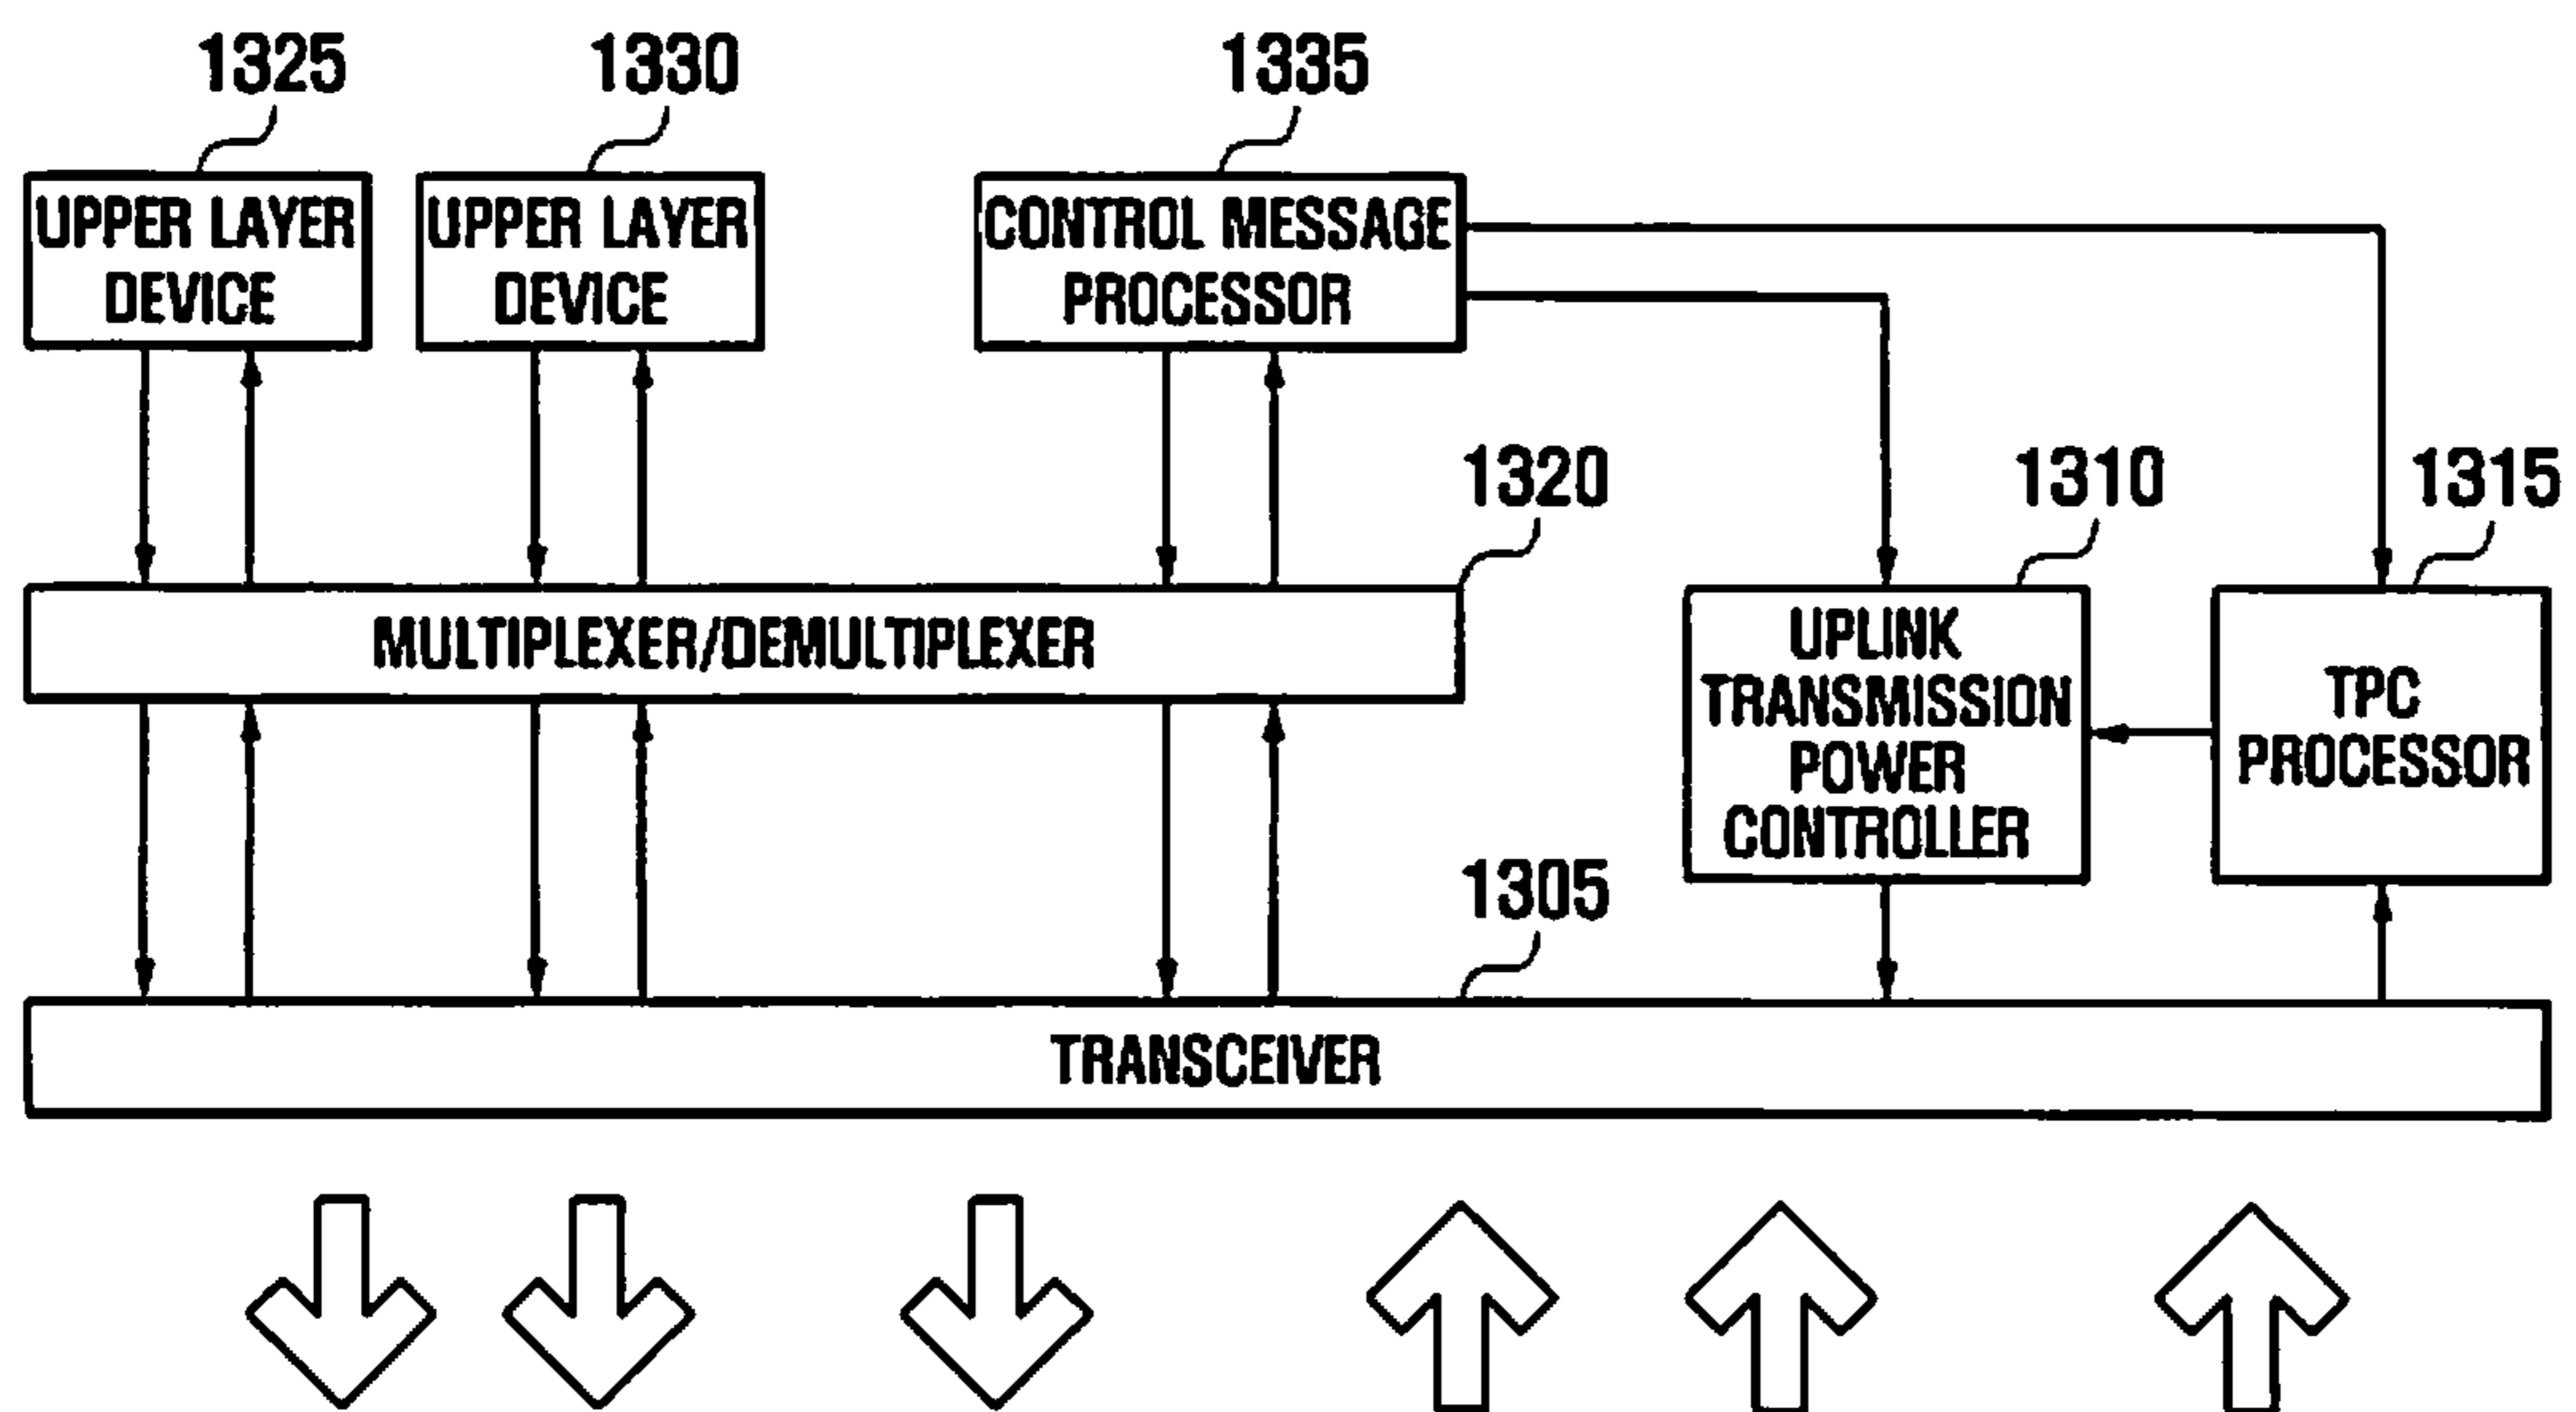 1325
1330
1335
UPPER LAYER
DEVICE
UPPER LAYER
DEVICE
CONTROL MESSAGE
PROCESSOR
1320
1310
1315
MULTIPLEXER/DEMULTIPLEXER
UPLINK
TRANSMISSION
POWER
CONTROLLER
TPC
PROCESSOR
1305
TRANSCEIVER